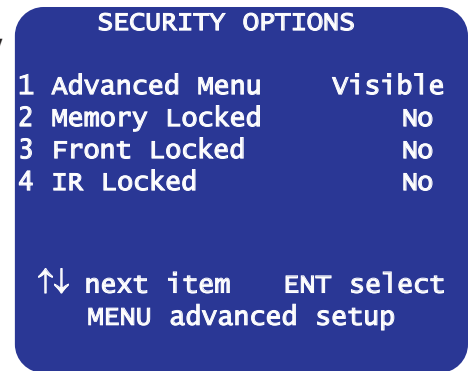 SECURITY OPTIONS
1 Advanced Menu Visible
2 Memory Locked No
3 Front Locked No
4 IR Locked No
↑↓ next item ENT select
MENU advanced setup